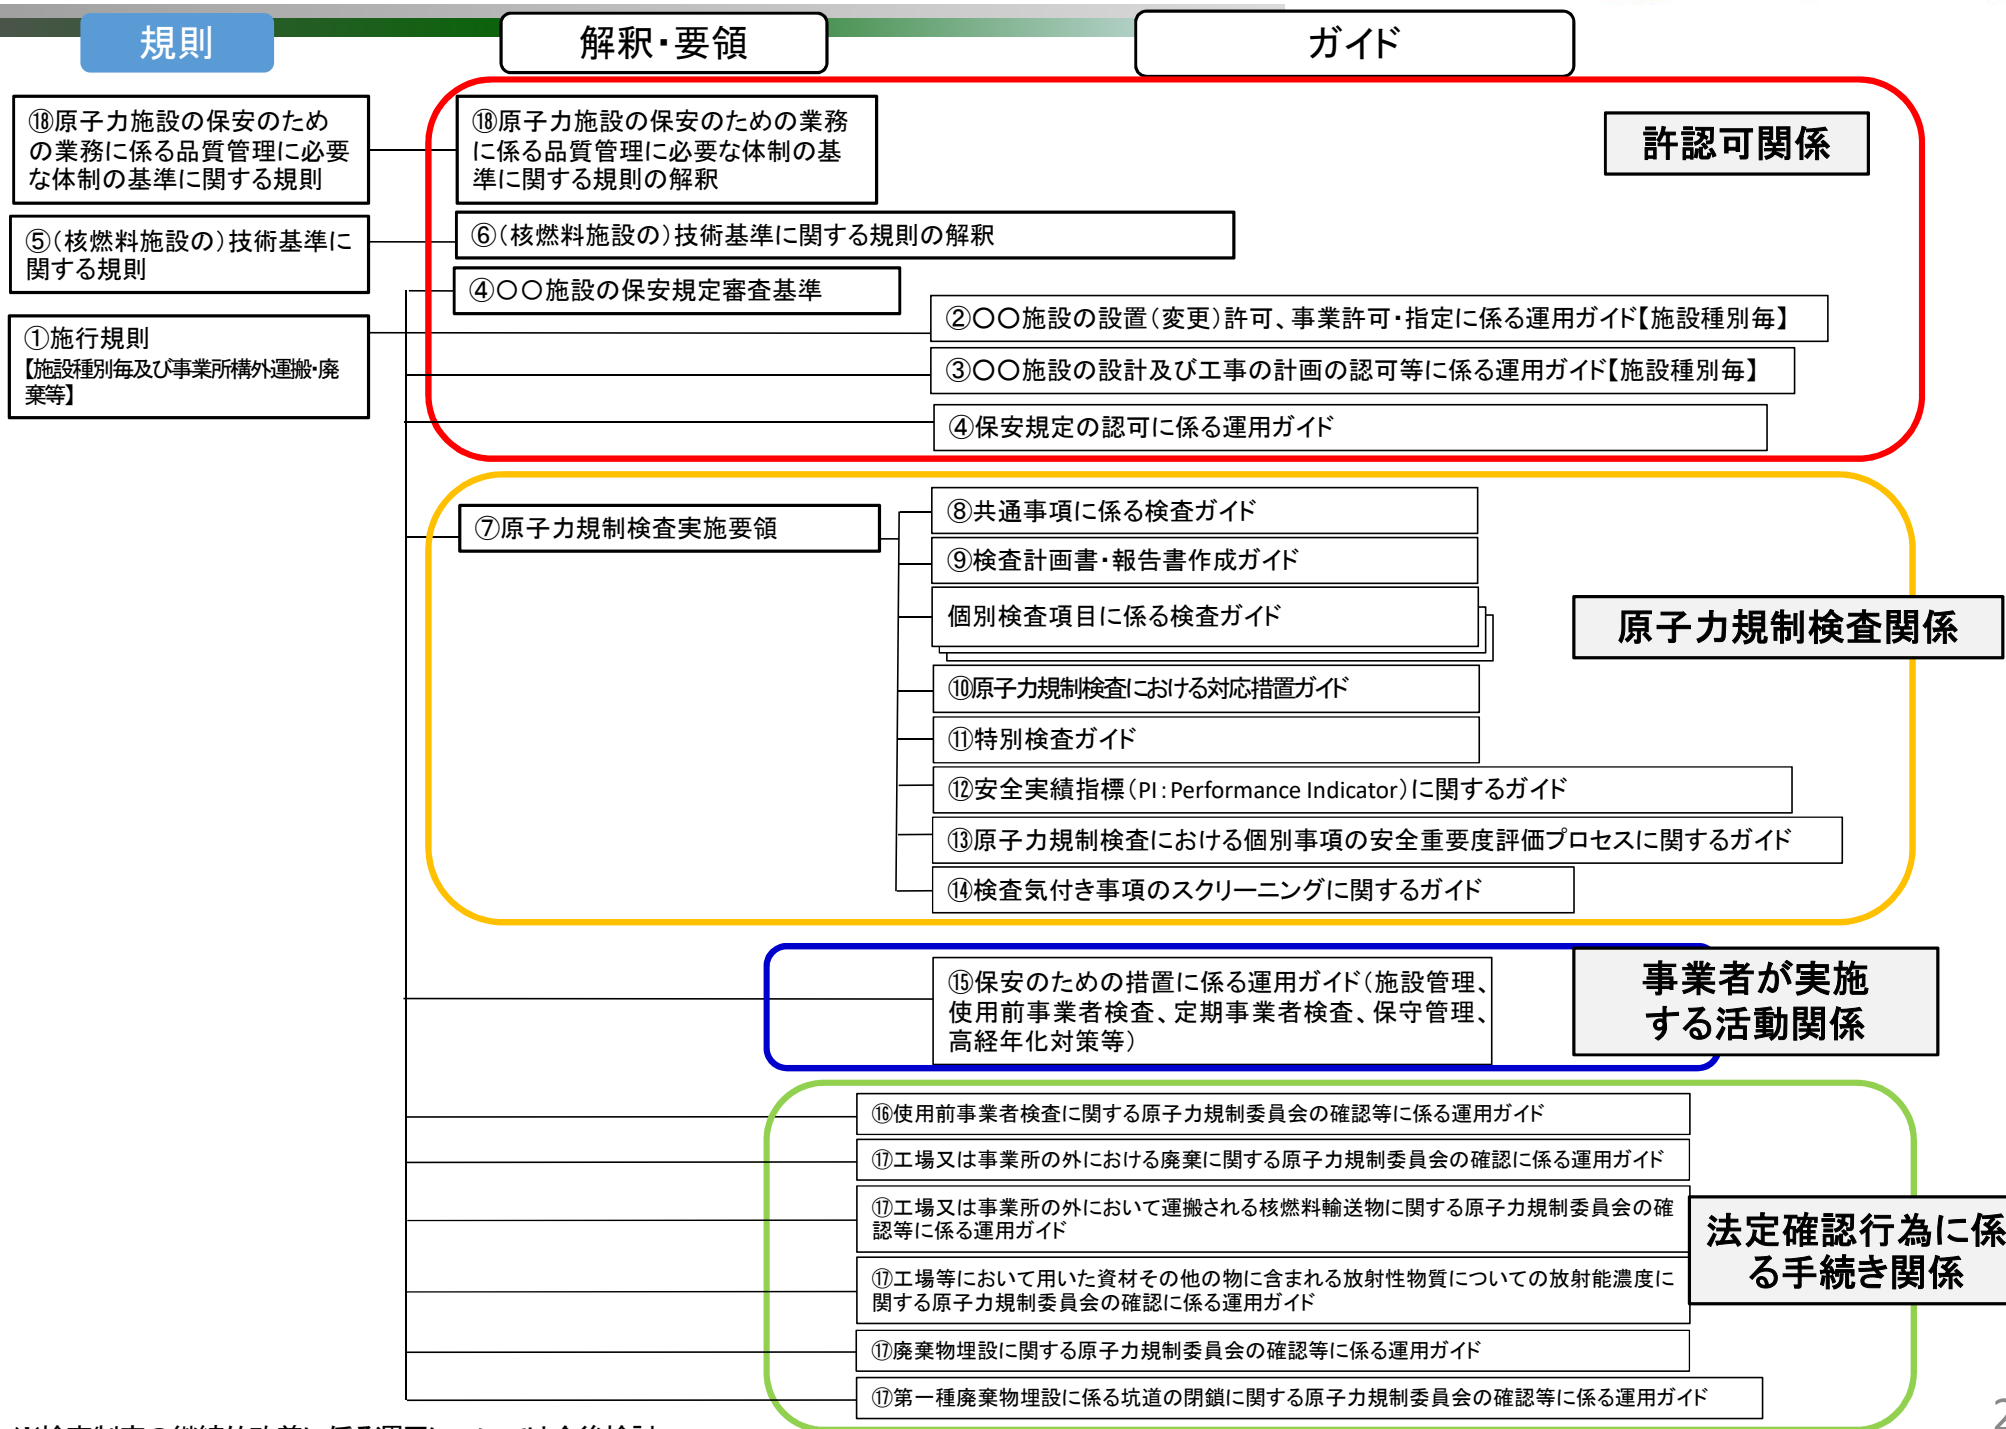 規則
解釈・要領
ガイド
⑱原子力施設の保安のため
の業務に係る品質管理に必要
な体制の基準に関する規則
⑱原子力施設の保安のための業務
に係る品質管理に必要な体制の基
準に関する規則の解釈
許認可関係
⑤(核燃料施設の)技術基準に
関する規則
⑥(核燃料施設の)技術基準に関する規則の解釈
④〇〇施設の保安規定審査基準
①施行規則
【施設種別毎及び事業所構外運搬・廃
棄等】
②〇〇施設の設置(変更)許可、事業許可・指定に係る運用ガイド【施設種別毎】
③〇〇施設の設計及び工事の計画の認可等に係る運用ガイド【施設種別毎】
④保安規定の認可に係る運用ガイド
⑦原子力規制検査実施要領
⑧共通事項に係る検査ガイド
⑨検査計画書・報告書作成ガイド
個別検査項目に係る検査ガイド
原子力規制検査関係
⑩原子力規制検査における対応措置ガイド
⑪特別検査ガイド
⑫安全実績指標(PI:Performance Indicator)に関するガイド
⑬原子力規制検査における個別事項の安全重要度評価プロセスに関するガイド
⑭検査気付き事項のスクリーニングに関するガイド
⑮保安のための措置に係る運用ガイド(施設管理、
使用前事業者検査、定期事業者検査、保守管理、
高経年化対策等)
事業者が実施
する活動関係
⑯使用前事業者検査に関する原子力規制委員会の確認等に係る運用ガイド
⑰工場又は事業所の外における廃棄に関する原子力規制委員会の確認に係る運用ガイド
⑰工場又は事業所の外において運搬される核燃料輸送物に関する原子力規制委員会の確
認等に係る運用ガイド
⑰工場等において用いた資材その他の物に含まれる放射性物質についての放射能濃度に
関する原子力規制委員会の確認に係る運用ガイド
法定確認行為に係
る手続き関係
⑰廃棄物埋設に関する原子力規制委員会の確認等に係る運用ガイド
⑰第一種廃棄物埋設に係る坑道の閉鎖に関する原子力規制委員会の確認等に係る運用ガイド